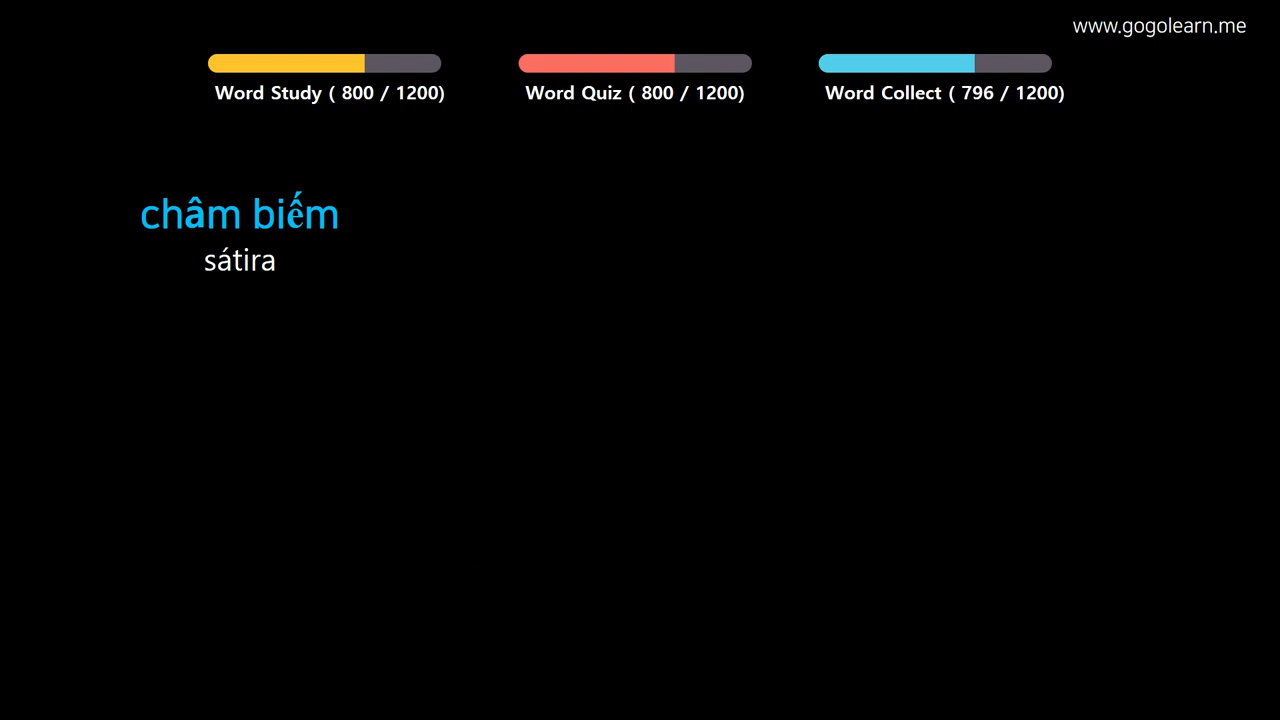 www.gogolearn.me
Word Study ( 800 / 1200)
Word Quiz ( 800 / 1200)
Word Collect ( 796 / 1200)
châm biếm
sátira